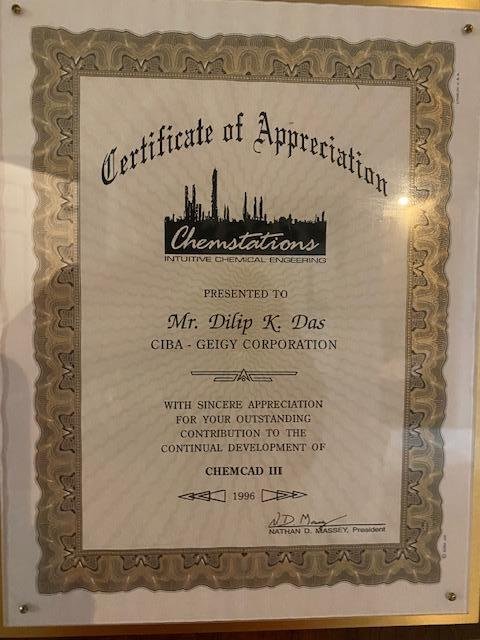 Certificate of Appreciation
Chemstations
INTUITIVE CHEMICAL ENGEERING
PRESENTED TO
Mr. Dilip K. Das
CIBA - GEIGY CORPORATION
WITH SINCERE APPRECIATION
FOR YOUR OUTSTANDING
CONTRIBUTION TO THE
CONTINUAL DEVELOPMENT OF
CHEMCAD III
1996
NATHAN D. MASSEY, President